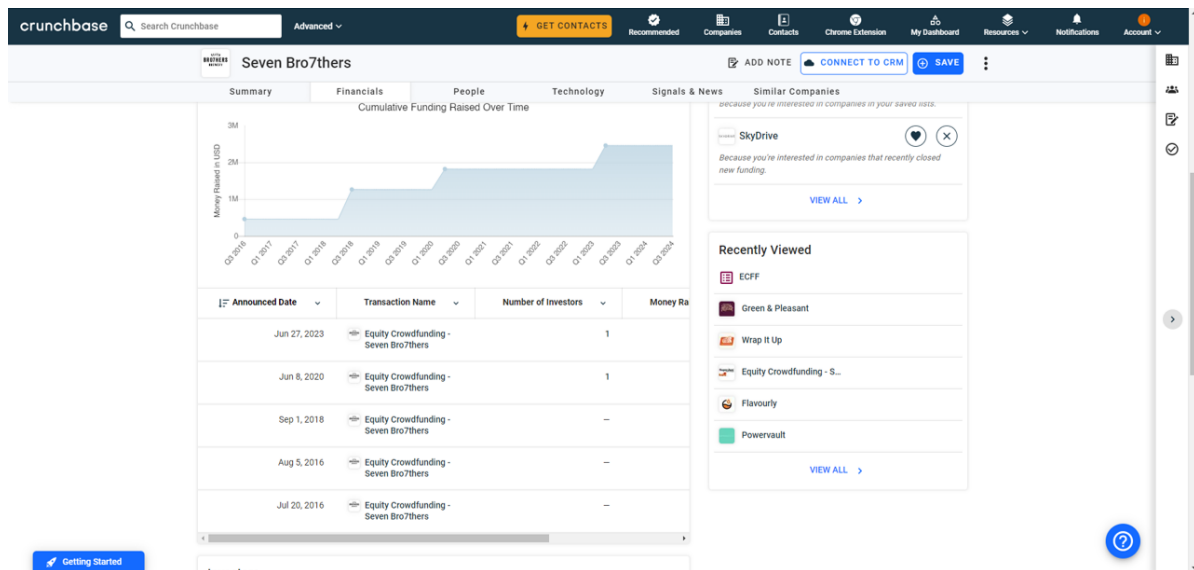 crunchbase
Search Crunchbase
Advanced
GET CONTACTS
Recommended
Companies
Contacts
Chrome Extension
My Dashboard
Resources
Notifications
Account
Seven Bro7thers
ADD NOTE
CONNECT TO CRM
SAVE
Summary
Financials
People
Technology
Signals & News
Similar Companies
Cumulative Funding Raised Over Time
Money Raised in USD
3M
2M
1M
0
Q3 2016
Q1 2017
Q3 2017
Q1 2018
Q3 2018
Q1 2019
Q3 2019
Q1 2020
Q3 2020
Q1 2021
Q3 2021
Q1 2022
Q3 2022
Q1 2023
Q3 2023
Q1 2024
Q3 2024
Announced Date
Transaction Name
Number of Investors
Money Ra
Jun 27, 2023
Equity Crowdfunding -
Seven Bro7thers
1
Jun 8, 2020
Equity Crowdfunding -
Seven Bro7thers
1
Sep 1, 2018
Equity Crowdfunding -
Seven Bro7thers
—
Aug 5, 2016
Equity Crowdfunding -
Seven Bro7thers
—
Jul 20, 2016
Equity Crowdfunding -
Seven Bro7thers
—
Because you're interested in companies in your saved lists.
SkyDrive
Because you're interested in companies that recently closed
new funding.
VIEW ALL
Recently Viewed
ECFF
Green & Pleasant
Wrap It Up
Equity Crowdfunding - S...
Flavourly
Powervault
VIEW ALL
Getting Started